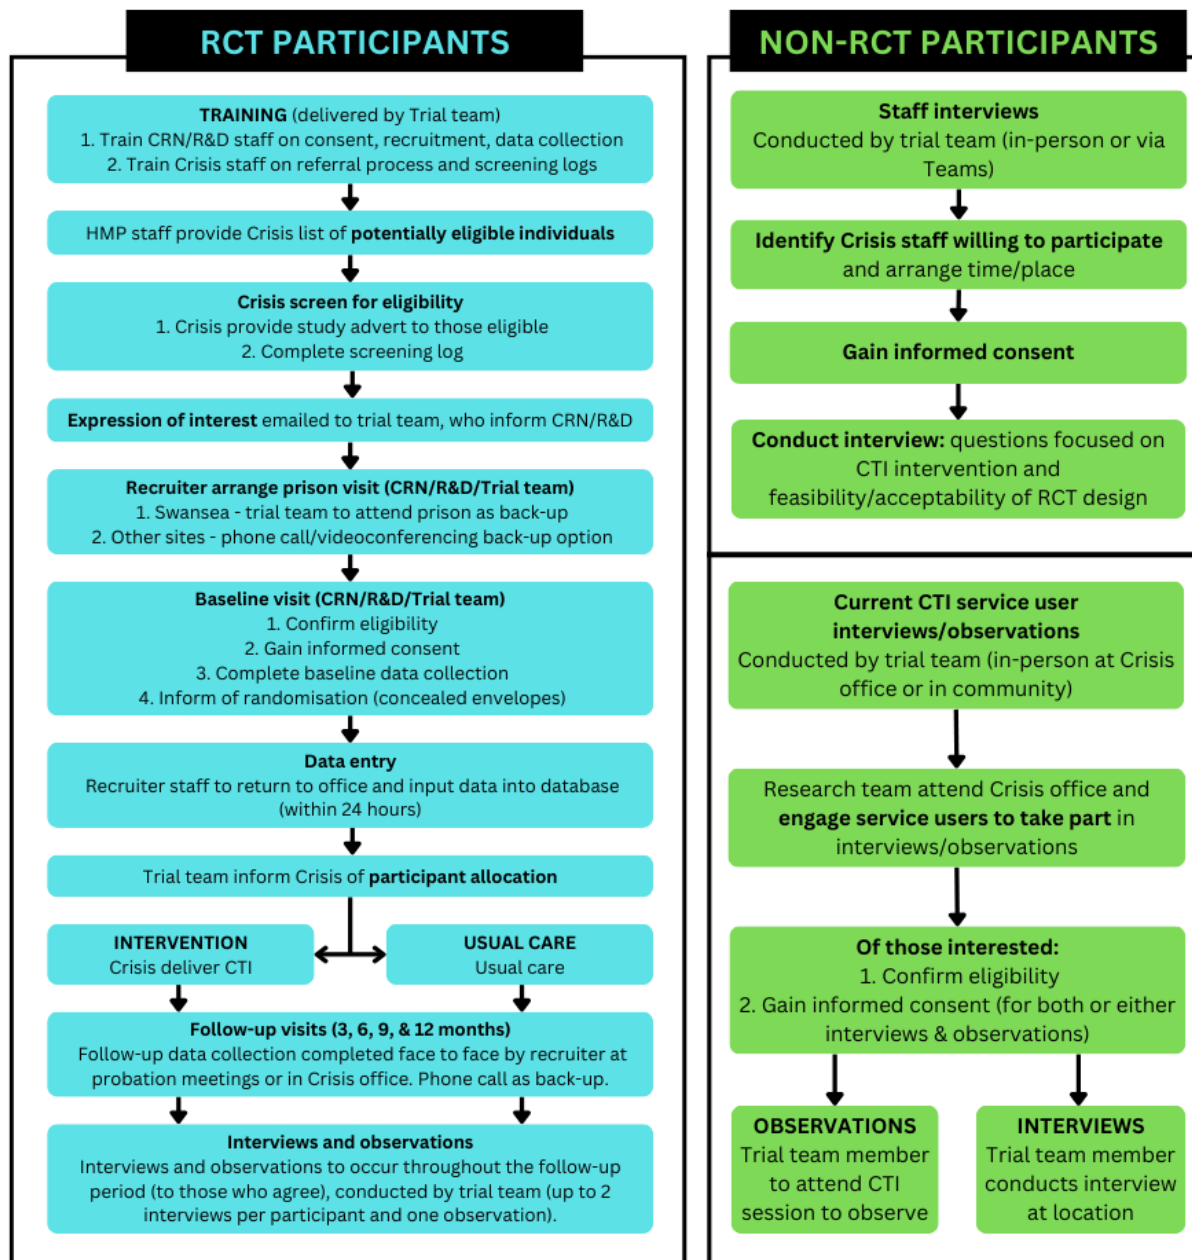 RCT PARTICIPANTS
TRAINING (delivered by Trial team)
1. Train CRN/R&D staff on consent, recruitment, data collection
2. Train Crisis staff on referral process and screening logs
HMP staff provide Crisis list of potentially eligible individuals
Crisis screen for eligibility
1. Crisis provide study advert to those eligible
2. Complete screening log
Expression of interest emailed to trial team, who inform CRN/R&D
Recruiter arrange prison visit (CRN/R&D/Trial team)
1. Swansea - trial team to attend prison as back-up
2. Other sites - phone call/videoconferencing back-up option
Baseline visit (CRN/R&D/Trial team)
1. Confirm eligibility
2. Gain informed consent
3. Complete baseline data collection
4. Inform of randomisation (concealed envelopes)
Data entry
Recruiter staff to return to office and input data into database
(within 24 hours)
Trial team inform Crisis of participant allocation
INTERVENTION
Crisis deliver CTI
USUAL CARE
Usual care
Follow-up visits (3, 6, 9, & 12 months)
Follow-up data collection completed face to face by recruiter at
probation meetings or in Crisis office. Phone call as back-up.
Interviews and observations
Interviews and observations to occur throughout the follow-up
period (to those who agree), conducted by trial team (up to 2
interviews per participant and one observation).
NON-RCT PARTICIPANTS
Staff interviews
Conducted by trial team (in-person or via
Teams)
Identify Crisis staff willing to participate
and arrange time/place
Gain informed consent
Conduct interview: questions focused on
CTI intervention and
feasibility/acceptability of RCT design
Current CTI service user
interviews/observations
Conducted by trial team (in-person at Crisis
office or in community)
Research team attend Crisis office and
engage service users to take part in
interviews/observations
Of those interested:
1. Confirm eligibility
2. Gain informed consent (for both or either
interviews & observations)
OBSERVATIONS
Trial team member
to attend CTI
session to observe
INTERVIEWS
Trial team member
conducts interview
at location